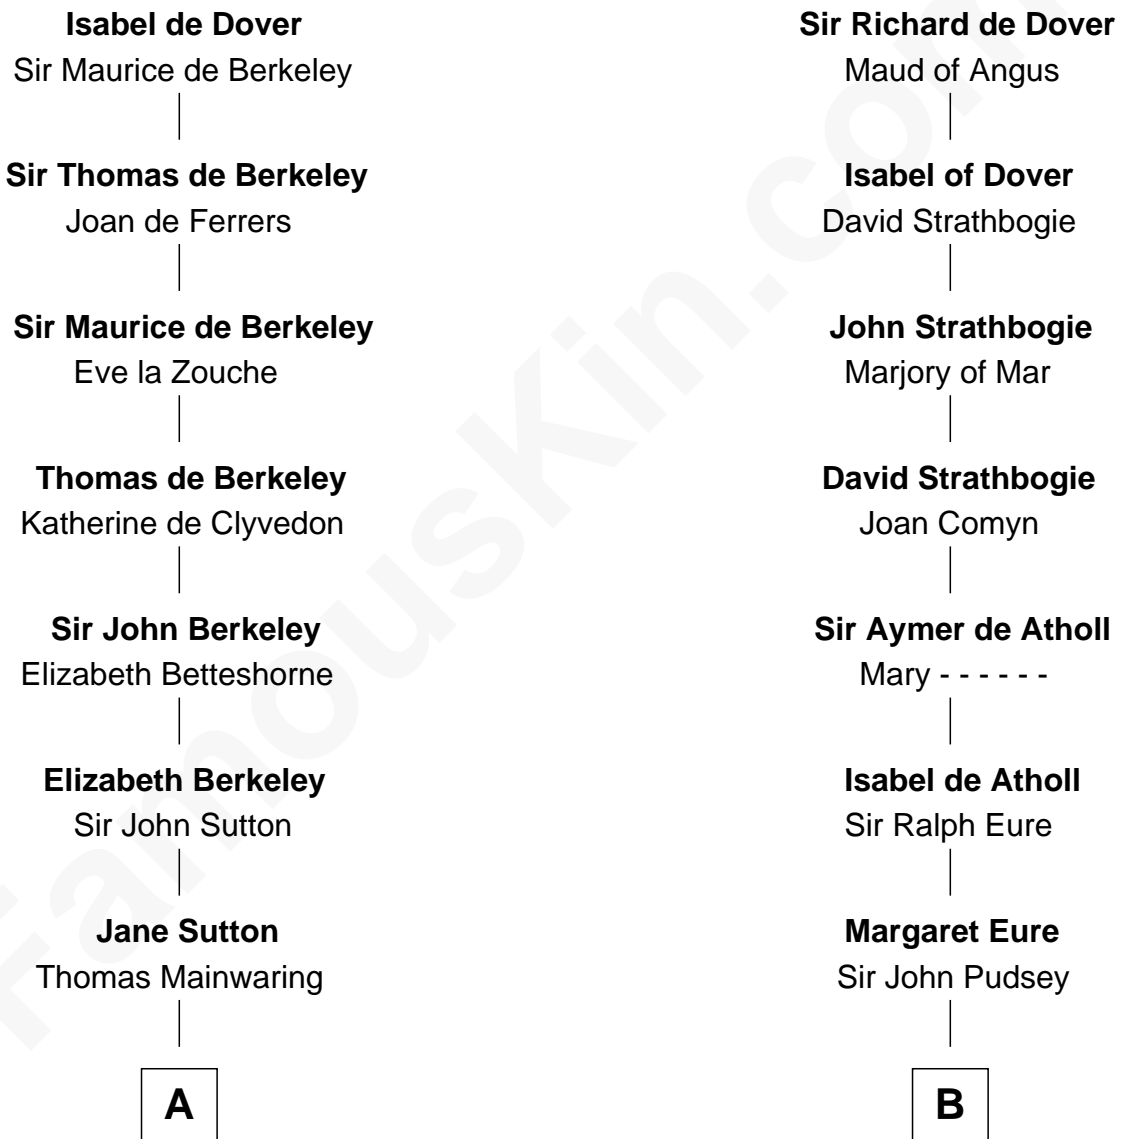 Isabel de Dover
Sir Maurice de Berkeley
Sir Thomas de Berkeley
Joan de Ferrers
Sir Maurice de Berkeley
Eve la Zouche
Thomas de Berkeley
Katherine de Clyvedon
Sir John Berkeley
Elizabeth Betteshorne
Elizabeth Berkeley
Sir John Sutton
Jane Sutton
Thomas Mainwaring
A
Sir Richard de Dover
Maud of Angus
Isabel of Dover
David Strathbogie
John Strathbogie
Marjory of Mar
David Strathbogie
Joan Comyn
Sir Aymer de Atholl
Mary - - - - - -
Isabel de Atholl
Sir Ralph Eure
Margaret Eure
Sir John Pudsey
B
FamousKin.com